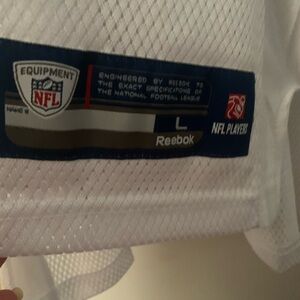 EQUIPMENT
NFL
ENGINEERED BY REEBOK TO
THE EXACT SPECIFICATIONS OF
THE NATIONAL FOOTBALL LEAGUE
L
Reebok
NFL PLAYERS